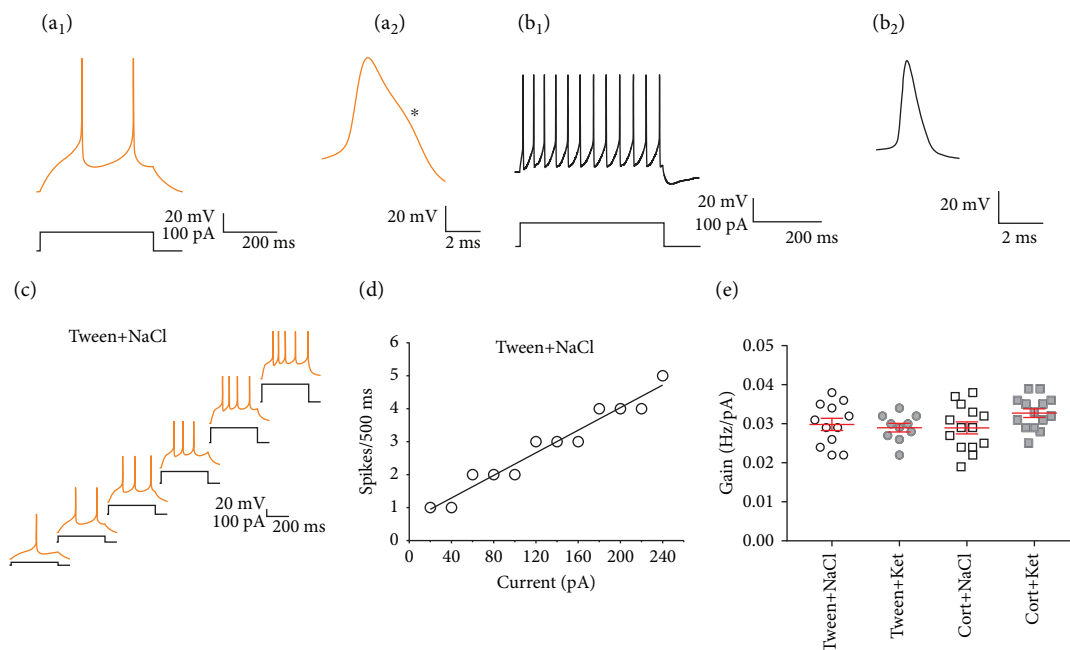 (a1)
(a2)
(b1)
(b2)
*
20 mV
100 pA
200 ms
20 mV
2 ms
20 mV
100 pA
200 ms
20 mV
2 ms
(c)
Tween+NaCl
20 mV
100 pA
200 ms
(d)
Tween+NaCl
Spikes/500 ms
6
5
4
3
2
1
0
40
80
120
160
200
240
Current (pA)
(e)
Gain (Hz/pA)
0.05
0.04
0.03
0.02
0.01
0.00
Tween+NaCl
Tween+Ket
Cort+NaCl
Cort+Ket